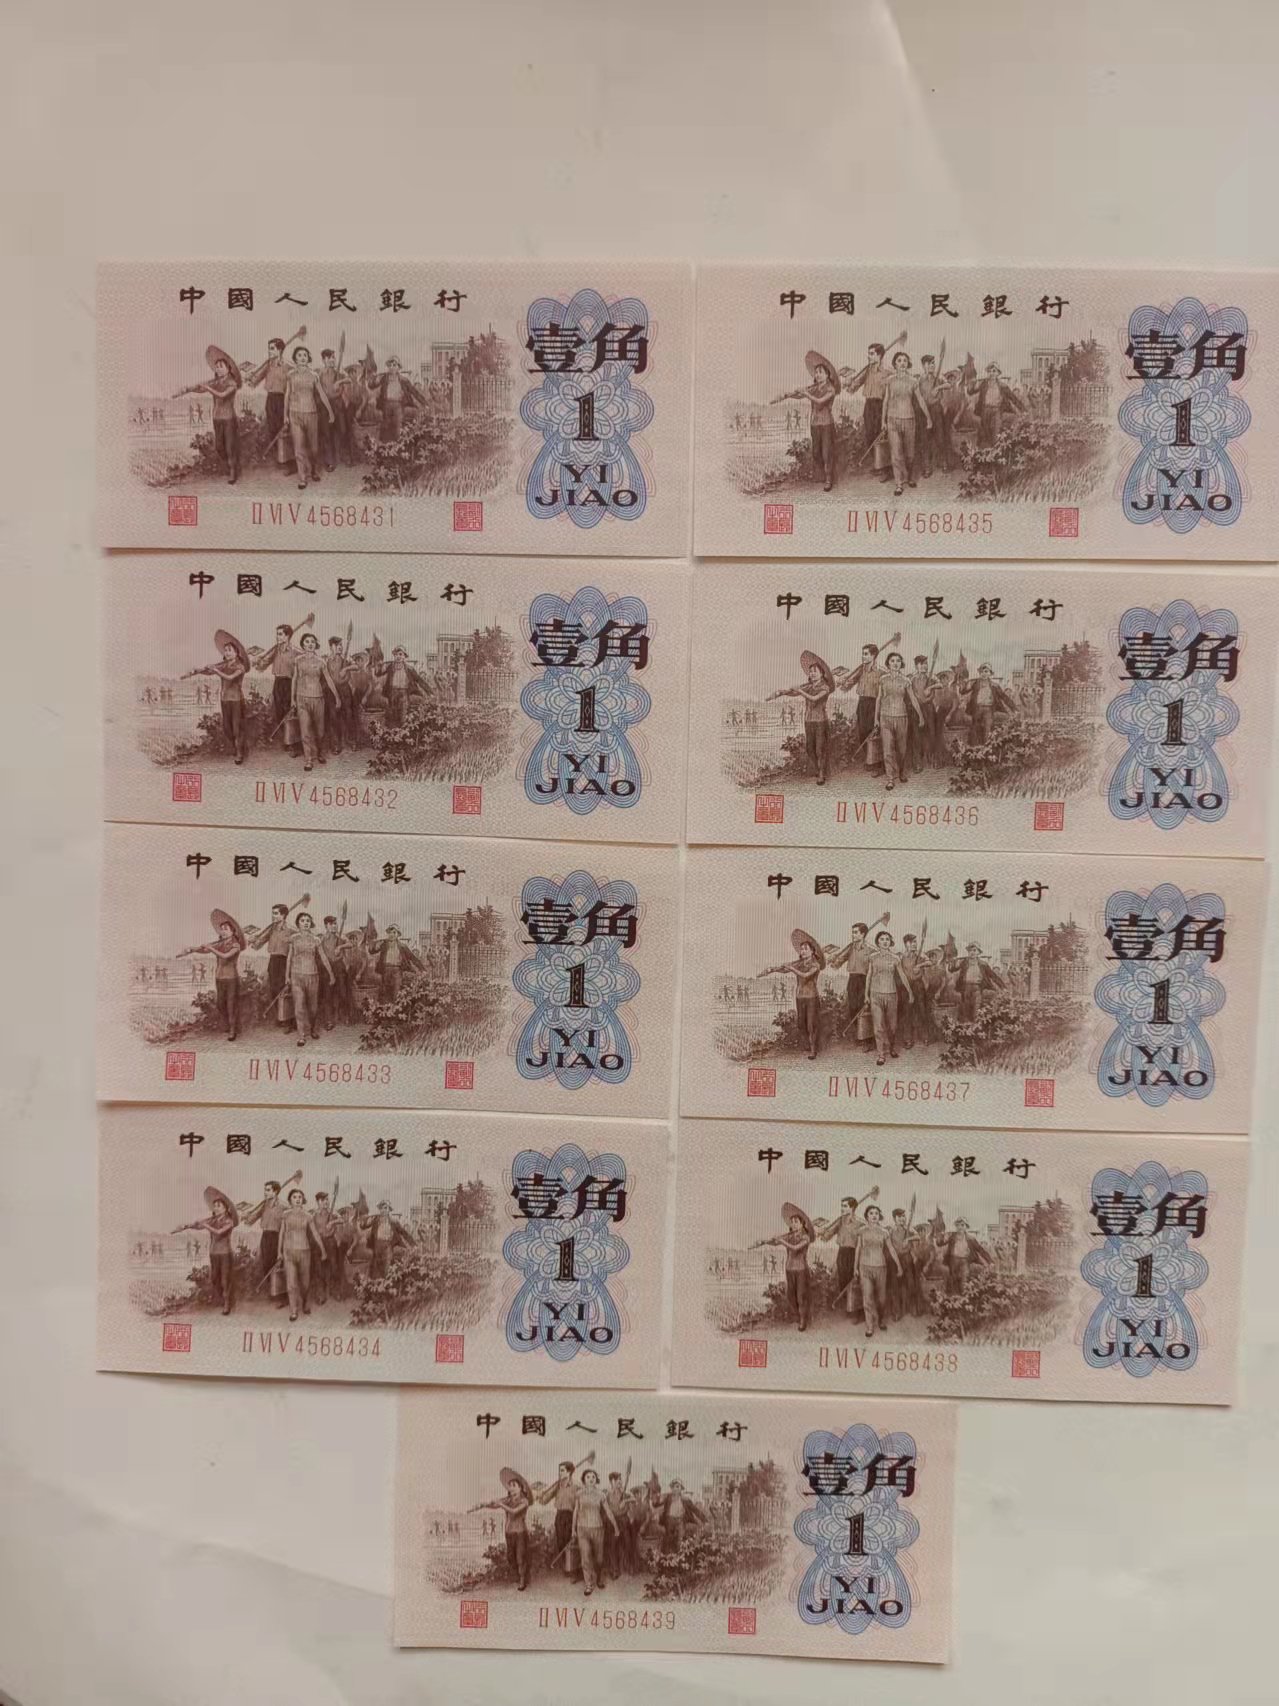 中國人民銀行
壹角
1
YI
JIAO
ⅡⅥⅤ4568431
中國人民銀行
壹角
1
YI
JIAO
ⅡⅥⅤ4568435
中國人民銀行
壹角
1
YI
JIAO
ⅡⅥⅤ4568432
中國人民銀行
壹角
1
YI
JIAO
ⅡⅥⅤ4568436
中國人民銀行
壹角
1
YI
JIAO
ⅡⅥⅤ4568433
中國人民銀行
壹角
1
YI
JIAO
ⅡⅥⅤ4568437
中國人民銀行
壹角
1
YI
JIAO
ⅡⅥⅤ4568434
中國人民銀行
壹角
1
YI
JIAO
ⅡⅥⅤ4568438
中國人民銀行
壹角
1
YI
JIAO
ⅡⅥⅤ4568439